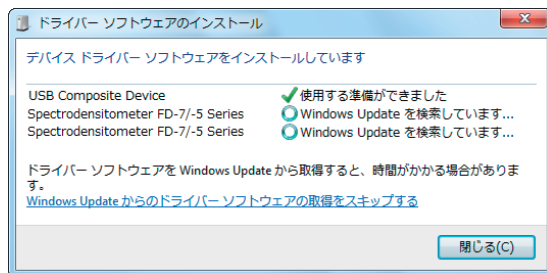 ドライバー ソフトウェアのインストール
デバイス ドライバー ソフトウェアをインストールしています
USB Composite Device 使用する準備ができました
Spectrodensitometer FD-7/-5 Series Windows Update を検索しています...
Spectrodensitometer FD-7/-5 Series Windows Update を検索しています...
ドライバー ソフトウェアを Windows Update から取得すると、時間がかかる場合がありま
す。
Windows Update からのドライバー ソフトウェアの取得をスキップする
閉じる(C)